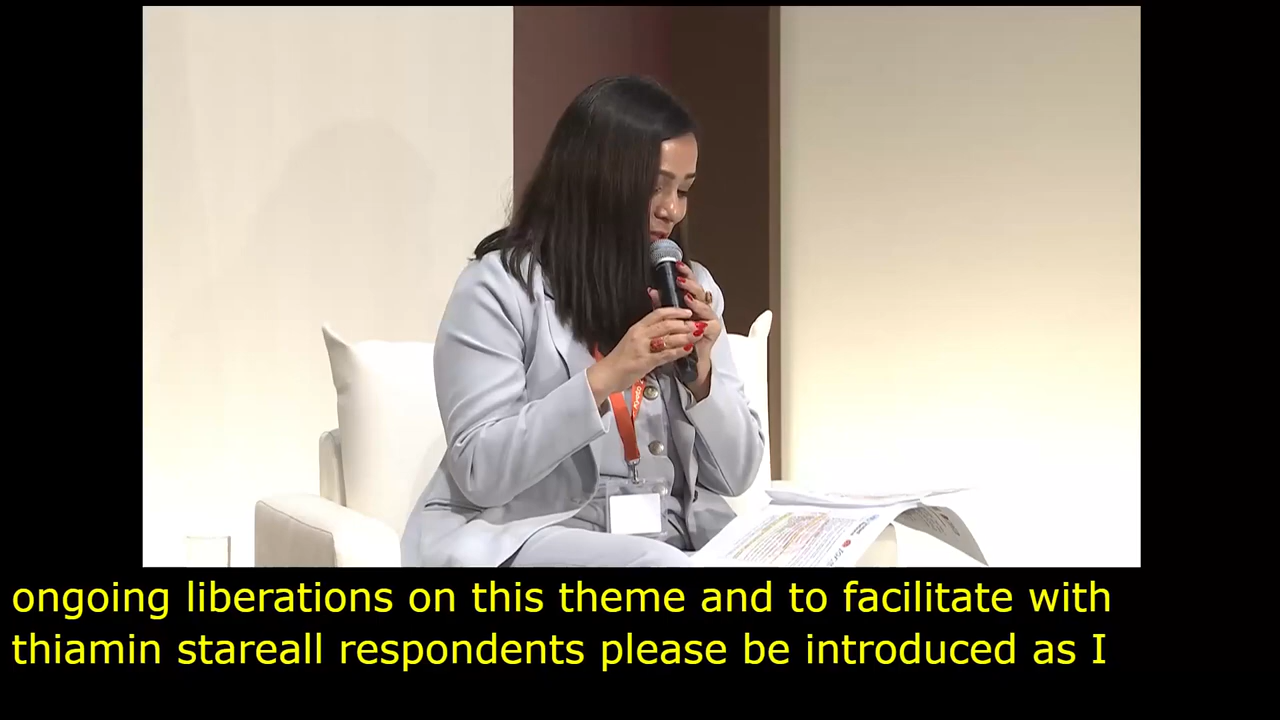 ongoing liberations on this theme and to facilitate with
thiamin stareall respondents please be introduced as I